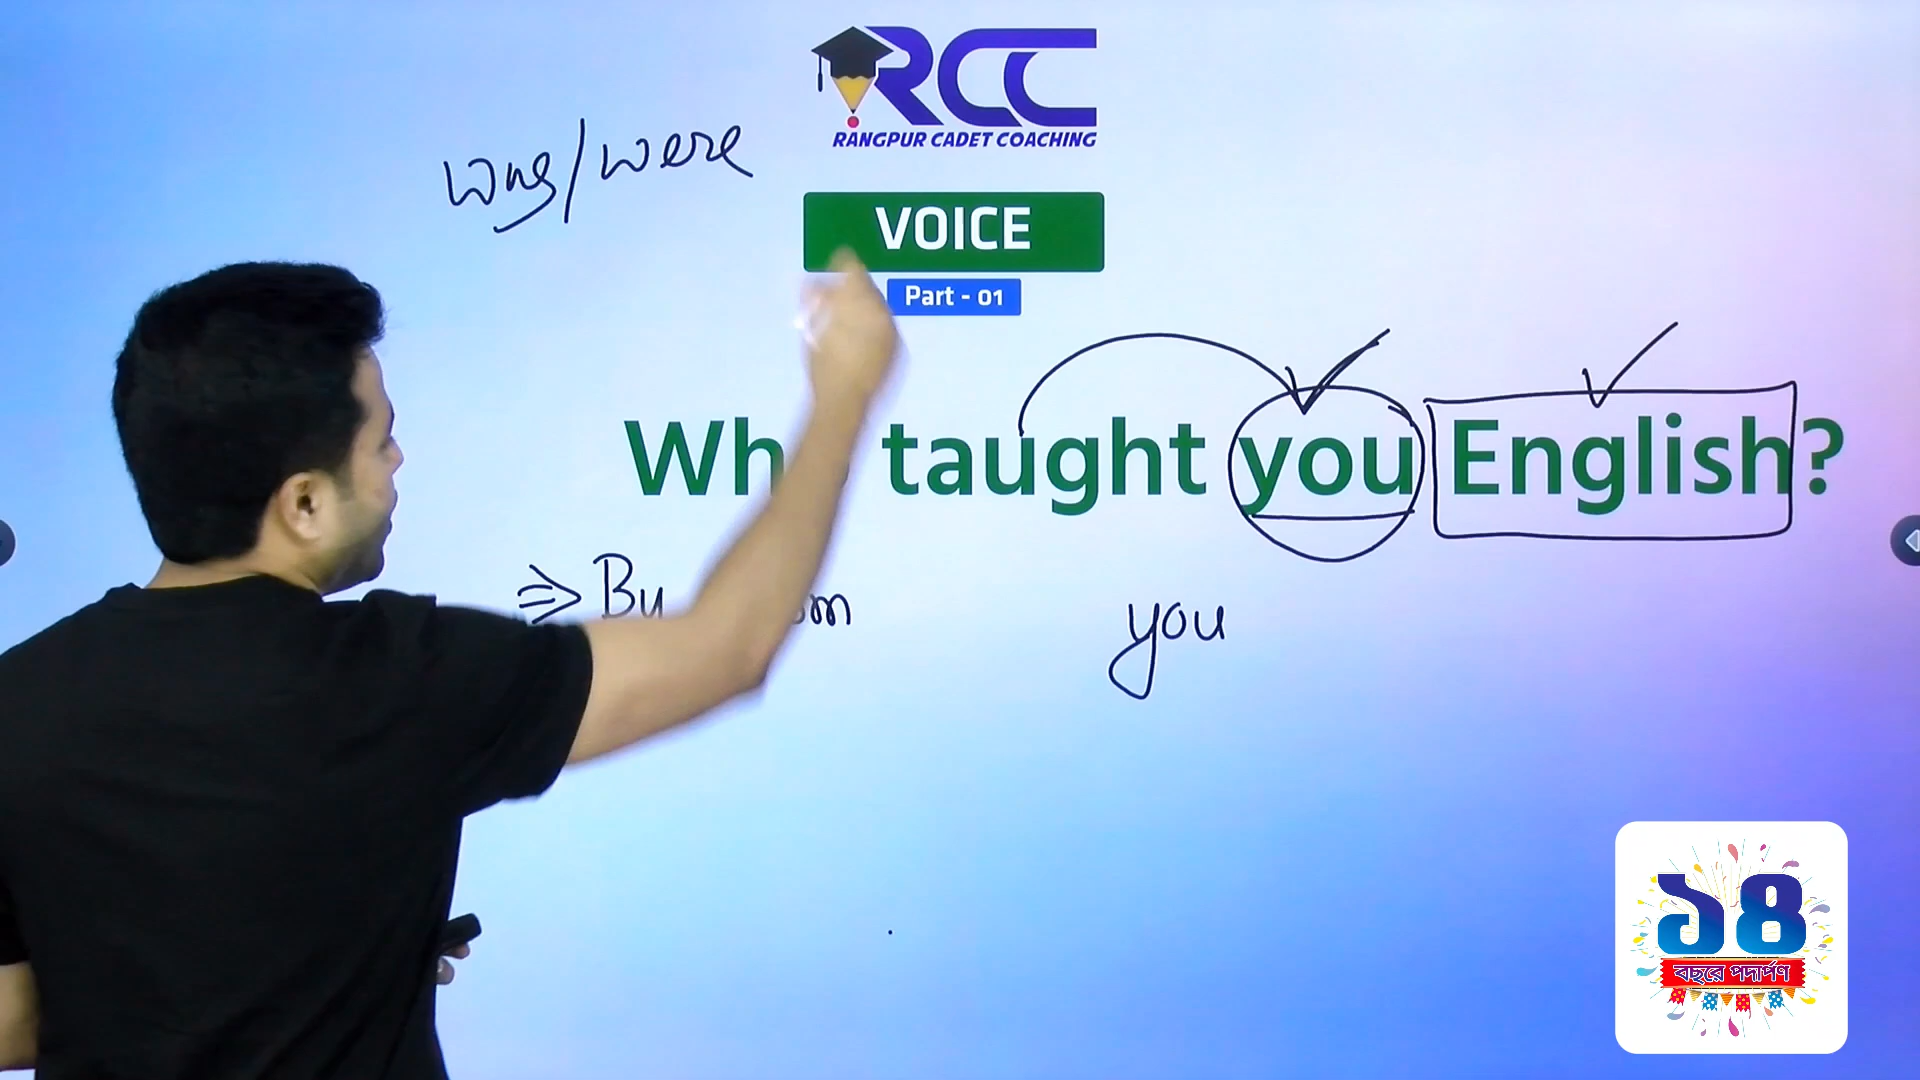 RCC
RANGPUR CADET COACHING
was/were
VOICE
Part - 01
taught you English?
⇒ By
you
১৪
বছরে পদার্পণ